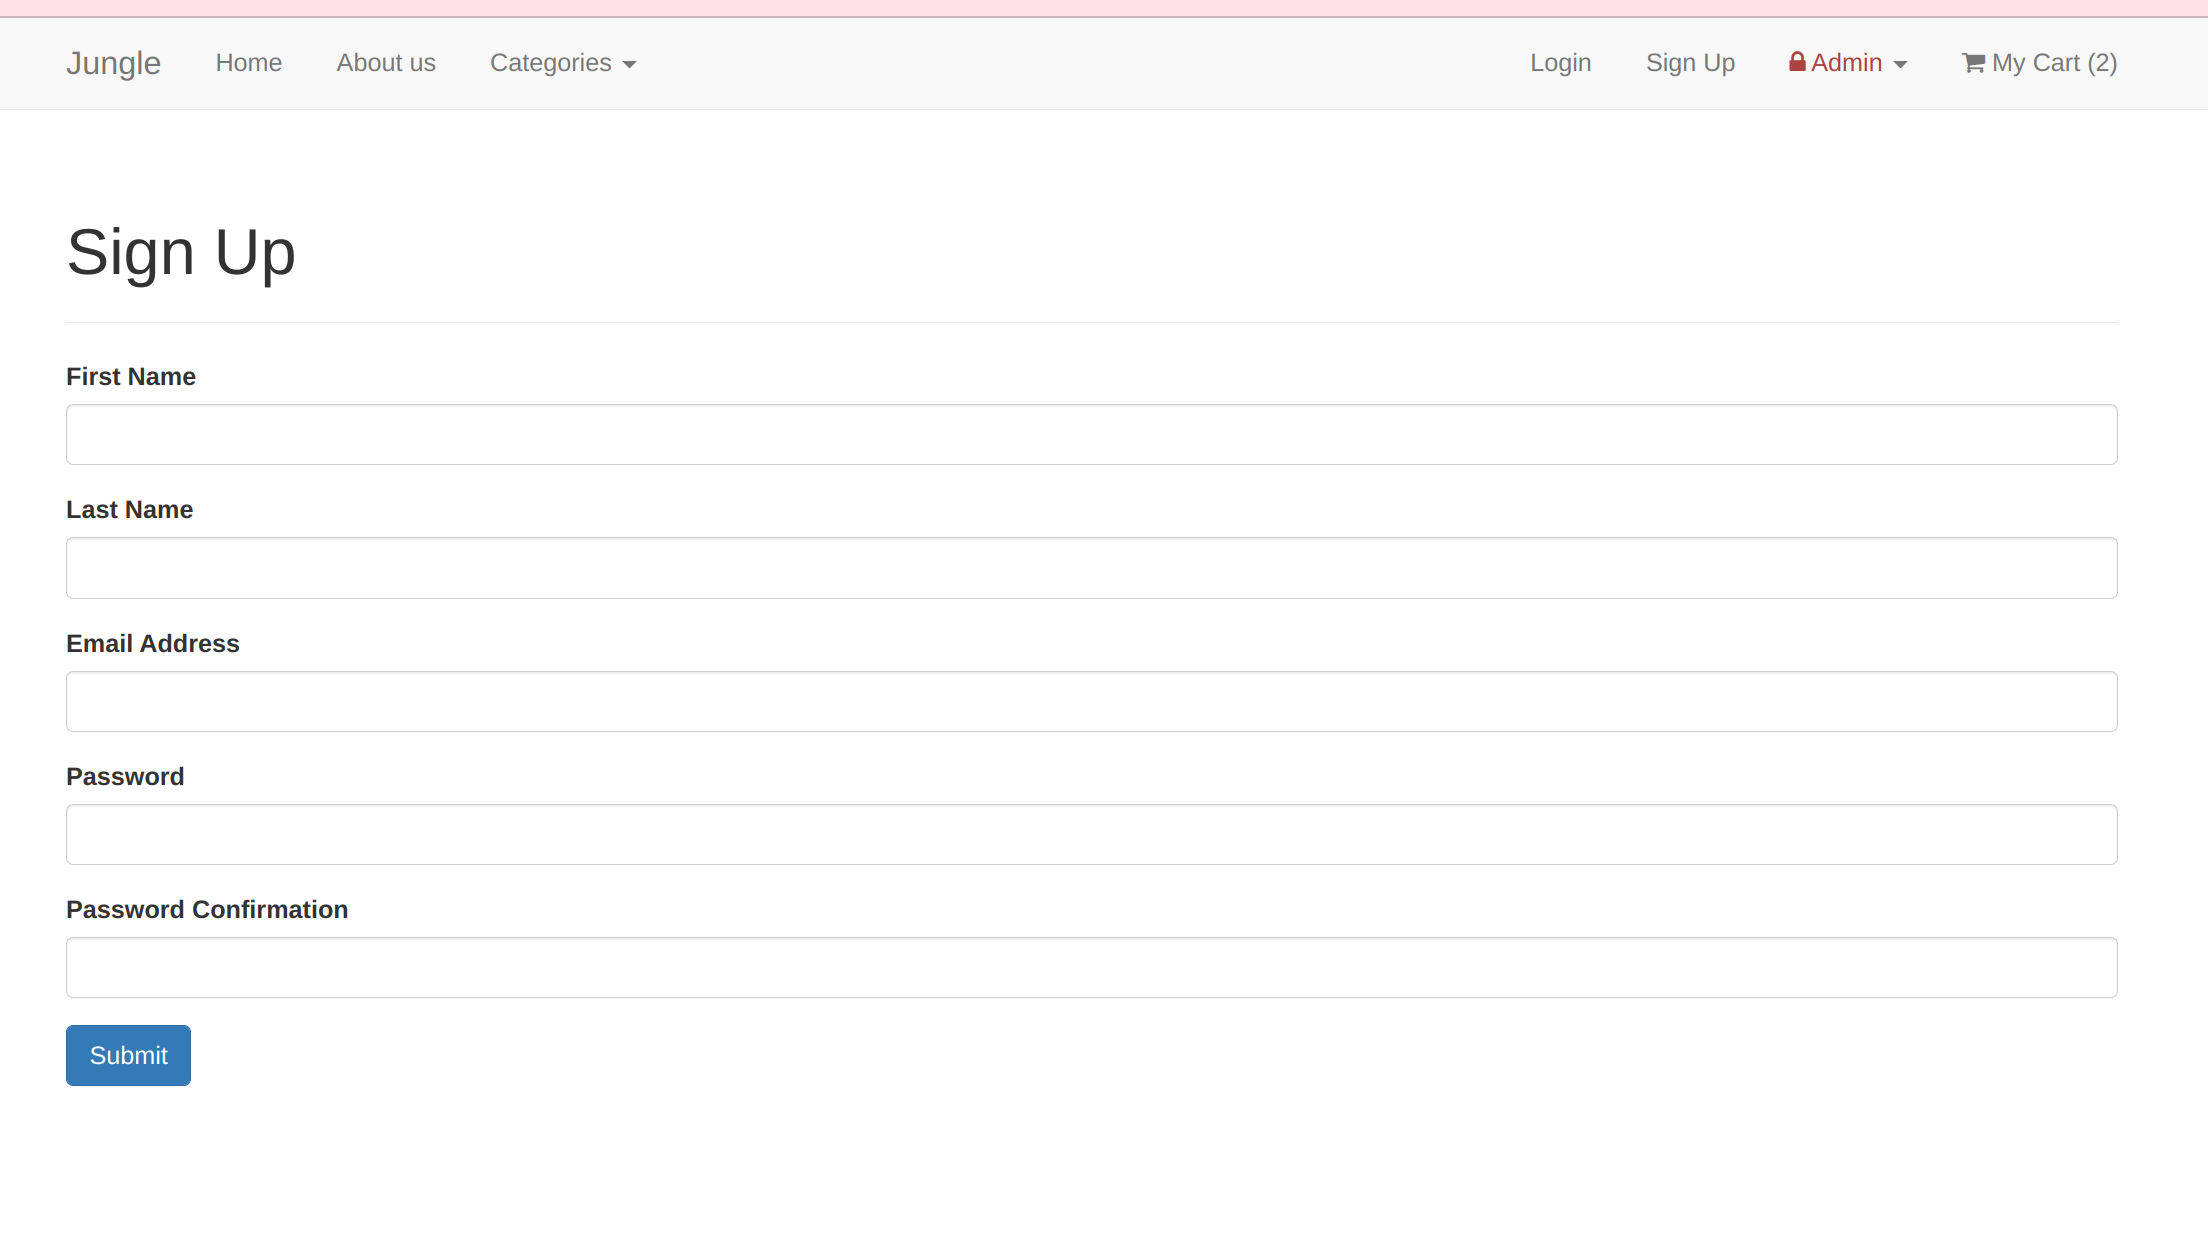 Jungle Home About us Categories Login Sign Up Admin My Cart (2)
Sign Up
First Name
Last Name
Email Address
Password
Password Confirmation
Submit